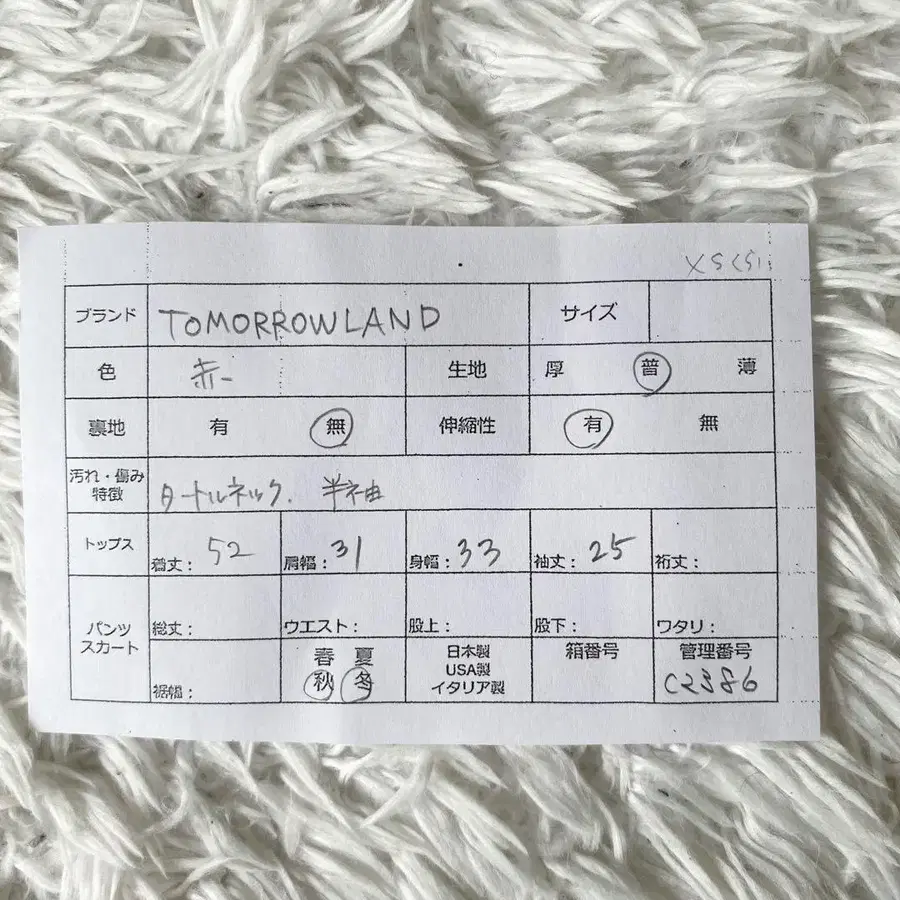 XS(S)
ブランド TOMORROWLAND サイズ
色 赤 生地 厚 普 薄
裏地 有 無 伸縮性 有 無
汚れ・傷み
特徴 タートルネック. 半袖
トップス 着丈: 52 肩幅: 31 身幅: 33 袖丈: 25 裄丈:
パンツ
スカート 総丈: ウエスト: 股上: 股下: ワタリ:
裾幅: 春 夏
秋 冬
日本製
USA製
イタリア製
箱番号
管理番号
C2386